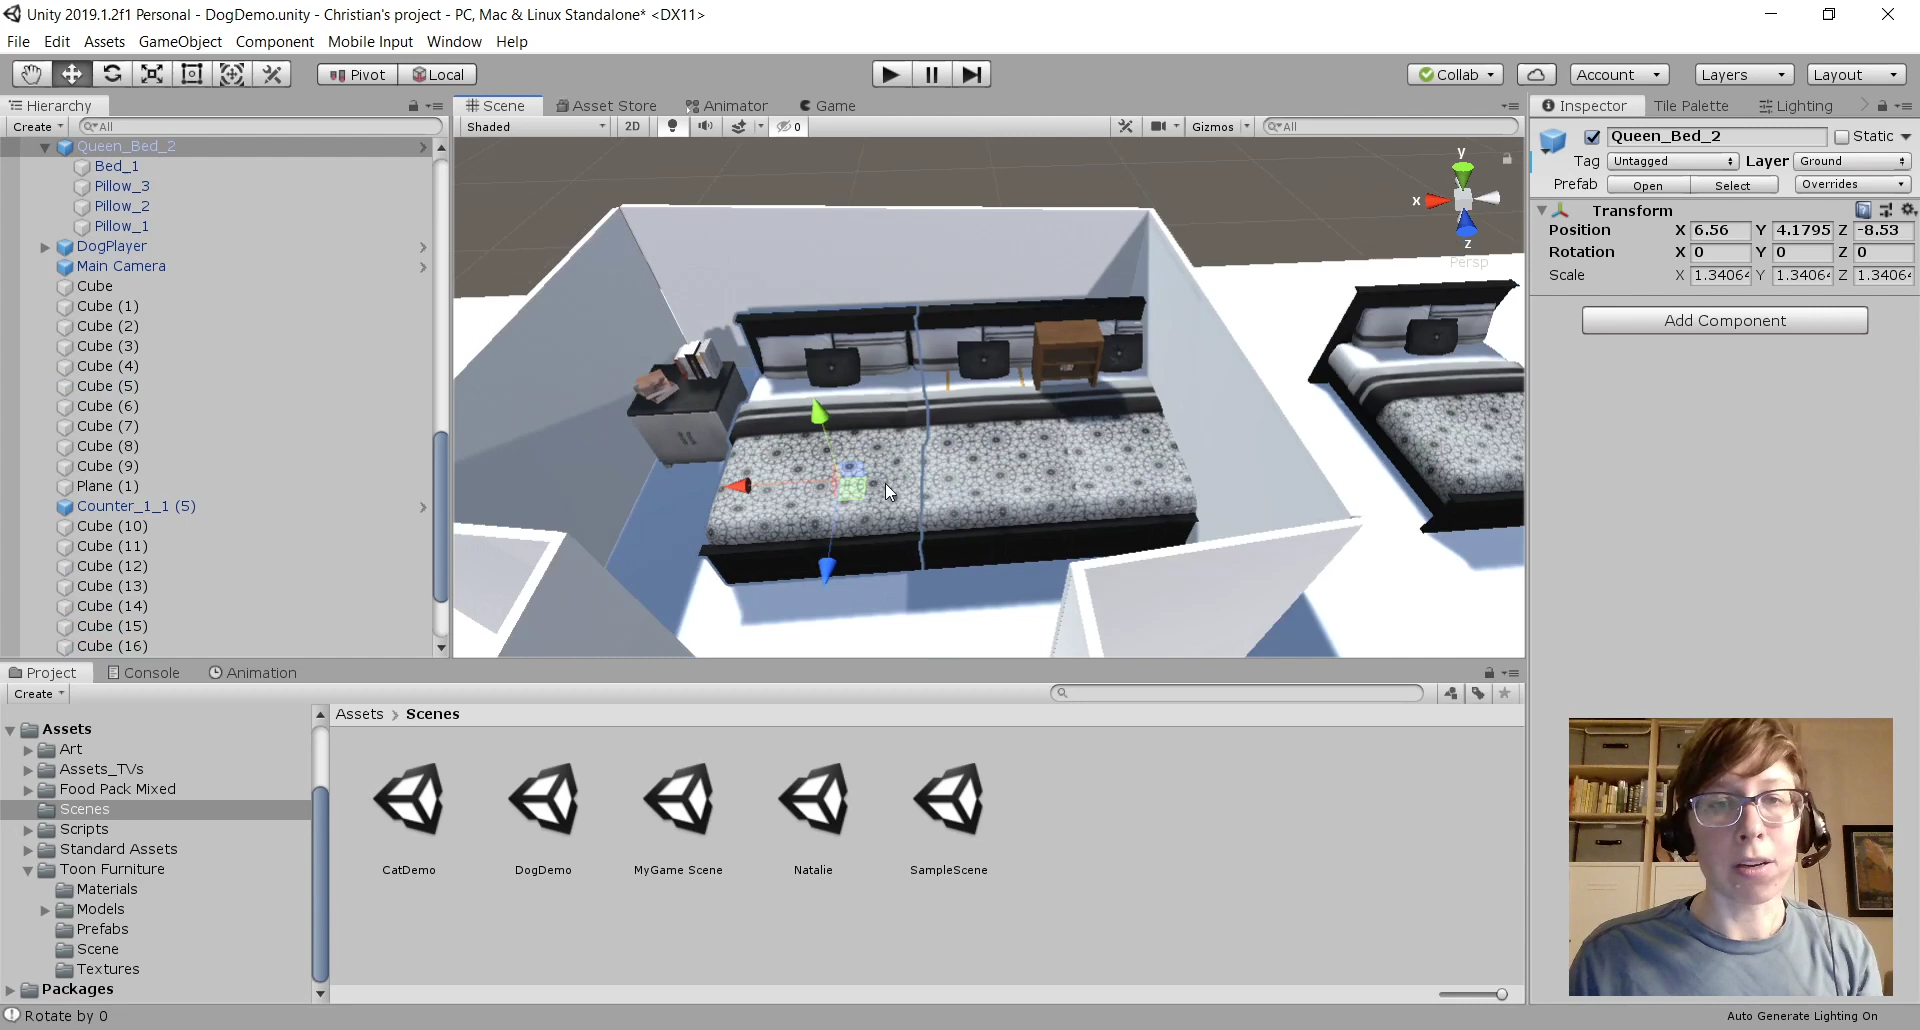 Unity 2019.1.2f1 Personal - DogDemo.unity - Christian's project - PC, Mac & Linux Standalone* <DX11>
File Edit Assets GameObject Component Mobile Input Window Help
Pivot Local Collab Account Layers Layout
Hierarchy
Create All
Queen_Bed_2
Bed_1
Pillow_3
Pillow_2
Pillow_1
DogPlayer
Main Camera
Cube
Cube (1)
Cube (2)
Cube (3)
Cube (4)
Cube (5)
Cube (6)
Cube (7)
Cube (8)
Cube (9)
Plane (1)
Counter_1_1 (5)
Cube (10)
Cube (11)
Cube (12)
Cube (13)
Cube (14)
Cube (15)
Cube (16)
Scene Asset Store Animator Game
Shaded 2D 0 Gizmos All
y
x
z
Persp
Inspector Tile Palette Lighting
Queen_Bed_2 Static
Tag Untagged Layer Ground
Prefab Open Select Overrides
Transform
Position X 6.56 Y 4.1795 Z -8.53
Rotation X 0 Y 0 Z 0
Scale X 1.3406 Y 1.3406 Z 1.3406
Add Component
Project Console Animation
Create
Assets
Art
Assets_TVs
Food Pack Mixed
Scenes
Scripts
Standard Assets
Toon Furniture
Materials
Models
Prefabs
Scene
Textures
Packages
Assets > Scenes
CatDemo DogDemo MyGame Scene Natalie SampleScene
Rotate by 0
Auto Generate Lighting On